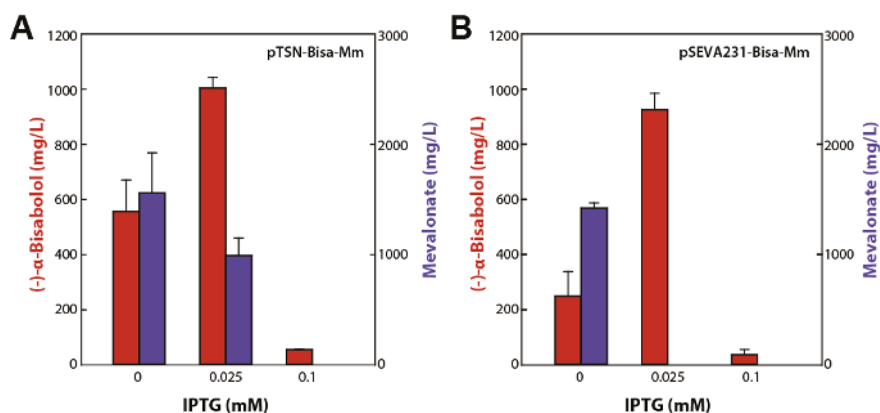 A
pTSN-Bisa-Mm
1200
1000
800
600
400
200
0
(-)-α-Bisabolol (mg/L)
3000
2000
1000
0
Mevalonate (mg/L)
0 0.025 0.1
IPTG (mM)
B
pSEVA231-Bisa-Mm
1200
1000
800
600
400
200
0
(-)-α-Bisabolol (mg/L)
3000
2000
1000
0
Mevalonate (mg/L)
0 0.025 0.1
IPTG (mM)